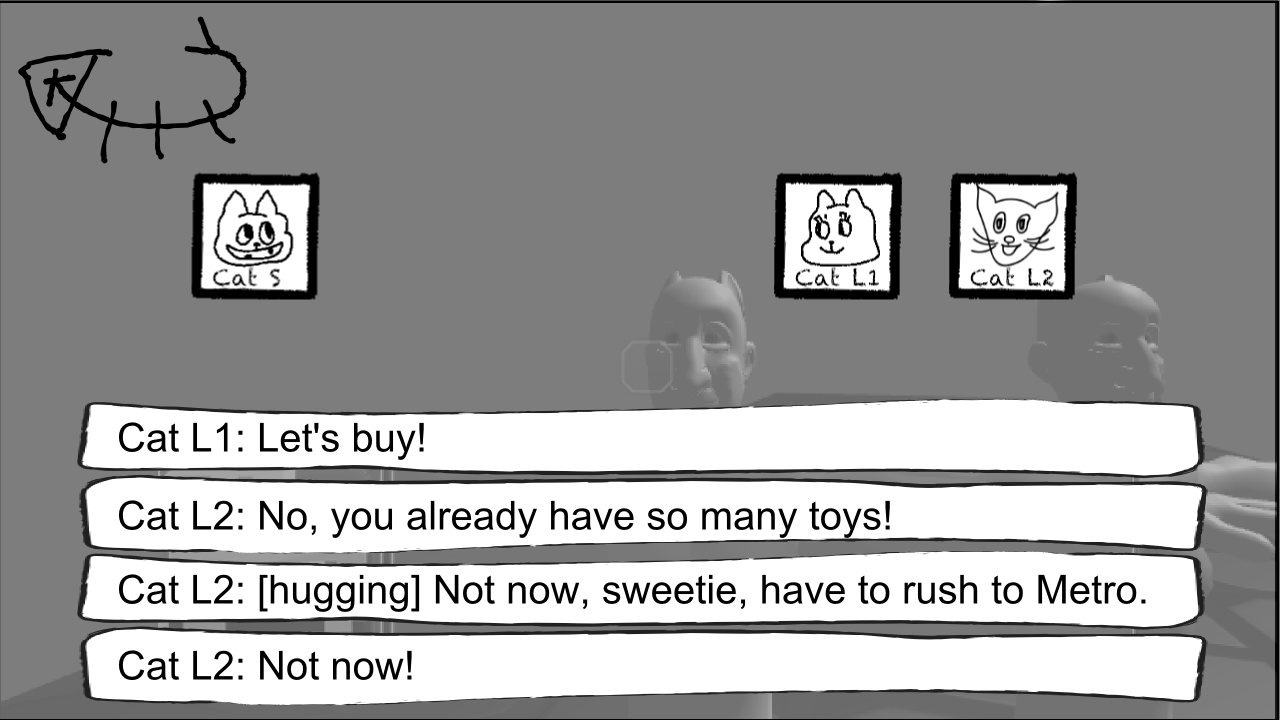 Cat S
Cat L1
Cat L2
Cat L1: Let's buy!
Cat L2: No, you already have so many toys!
Cat L2: [hugging] Not now, sweetie, have to rush to Metro.
Cat L2: Not now!